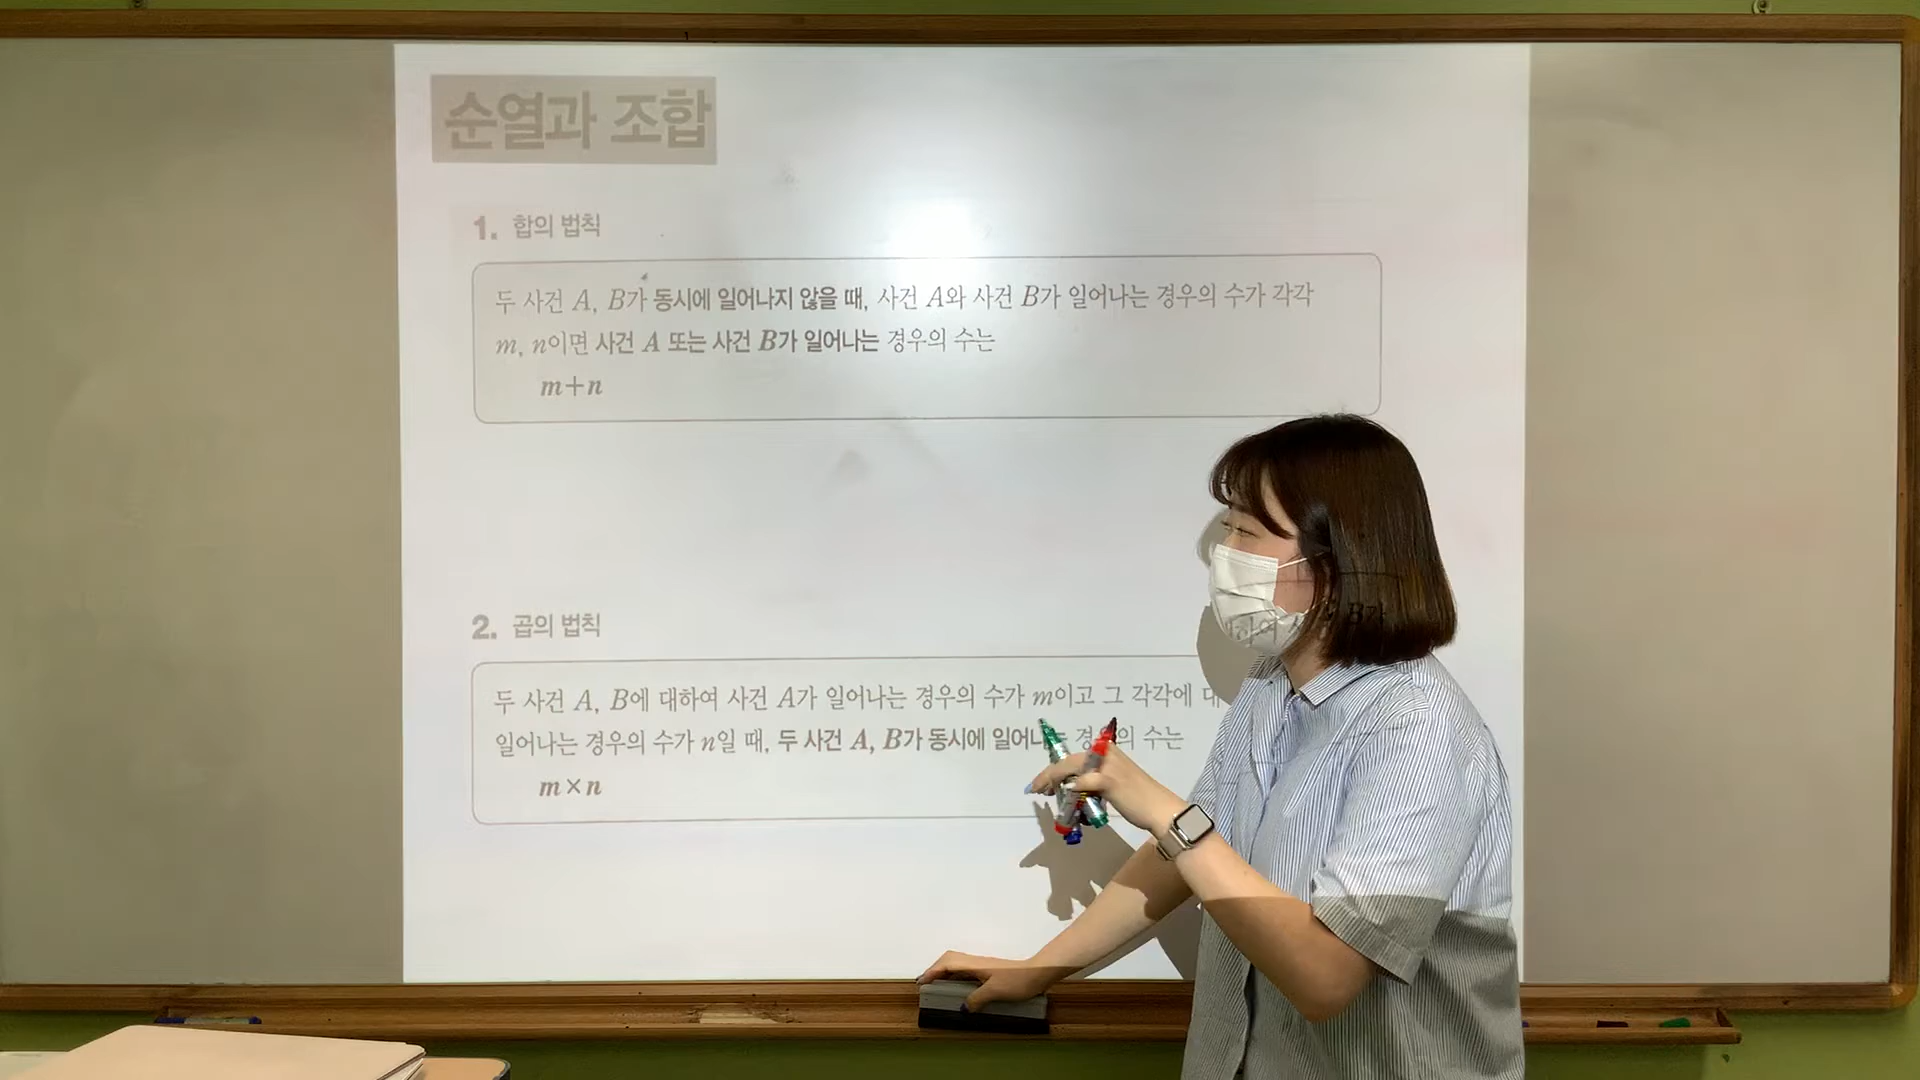 순열과 조합
1. 합의 법칙
두 사건 A, B가 동시에 일어나지 않을 때, 사건 A와 사건 B가 일어나는 경우의 수가 각각
m, n이면 사건 A 또는 사건 B가 일어나는 경우의 수는
m+n
2. 곱의 법칙
두 사건 A, B에 대하여 사건 A가 일어나는 경우의 수가 m이고 그 각각에 대하여 사 B가
일어나는 경우의 수가 n일 때, 두 사건 A, B가 동시에 일어나는 경우의 수는
m×n